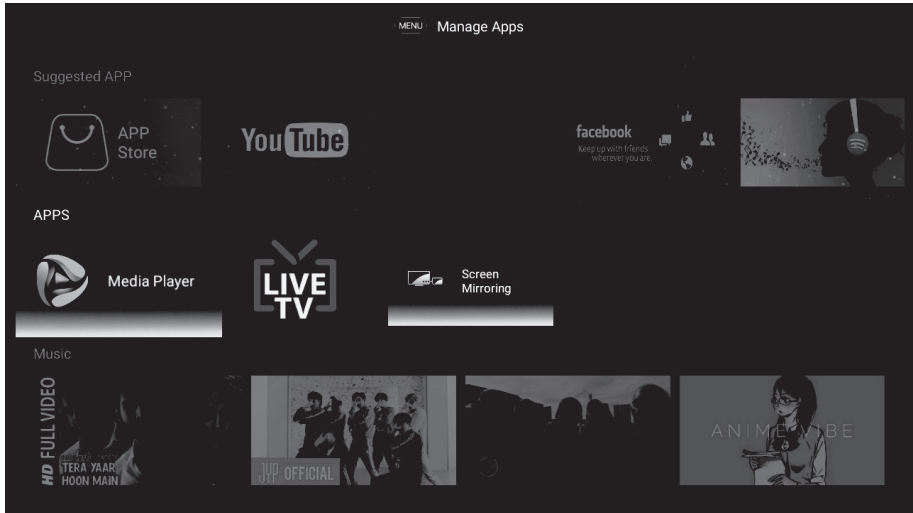 MENU Manage Apps
Suggested APP
APP
Store
YouTube
facebook
Keep up with friends
wherever you are.
APPS
Media Player
LIVE
TV
Screen
Mirroring
Music
HD FULL VIDEO
TERA YAAR
HOON MAIN
JYP OFFICIAL
ANIME VIBE